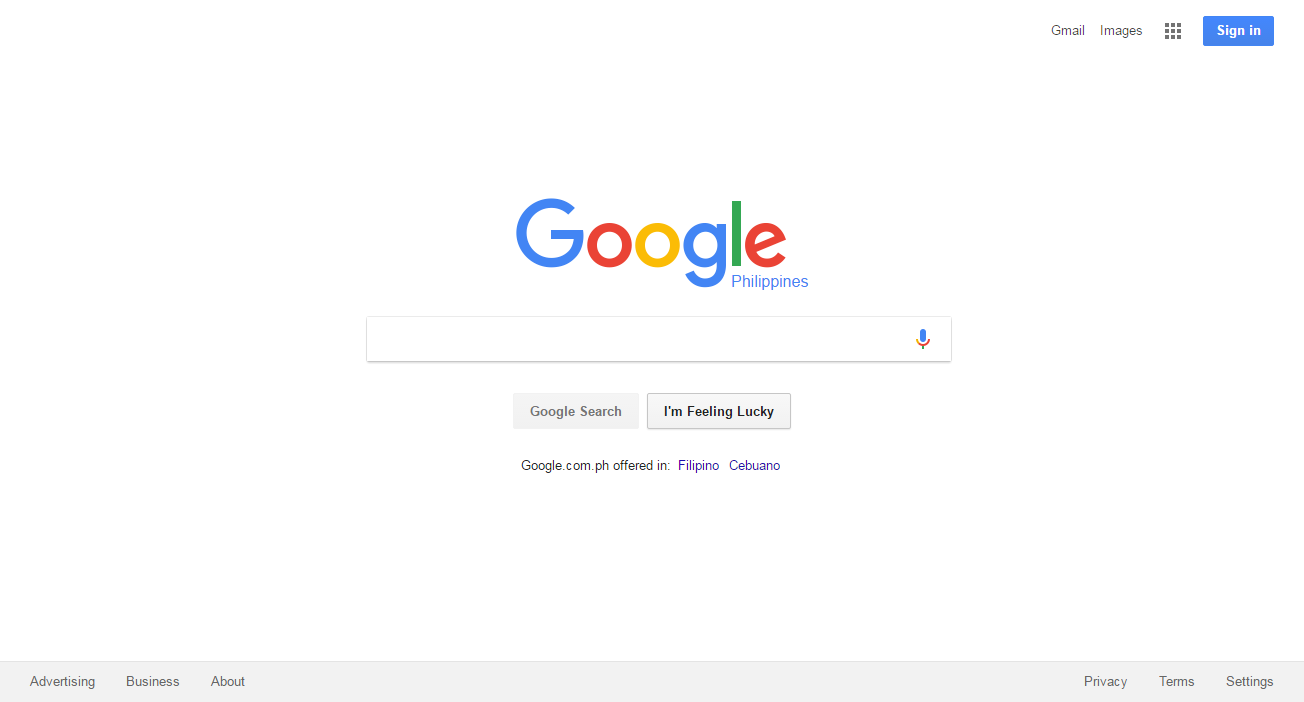 Gmail Images Sign in
Google
Philippines
Google Search I'm Feeling Lucky
Google.com.ph offered in: Filipino Cebuano
Advertising Business About Privacy Terms Settings